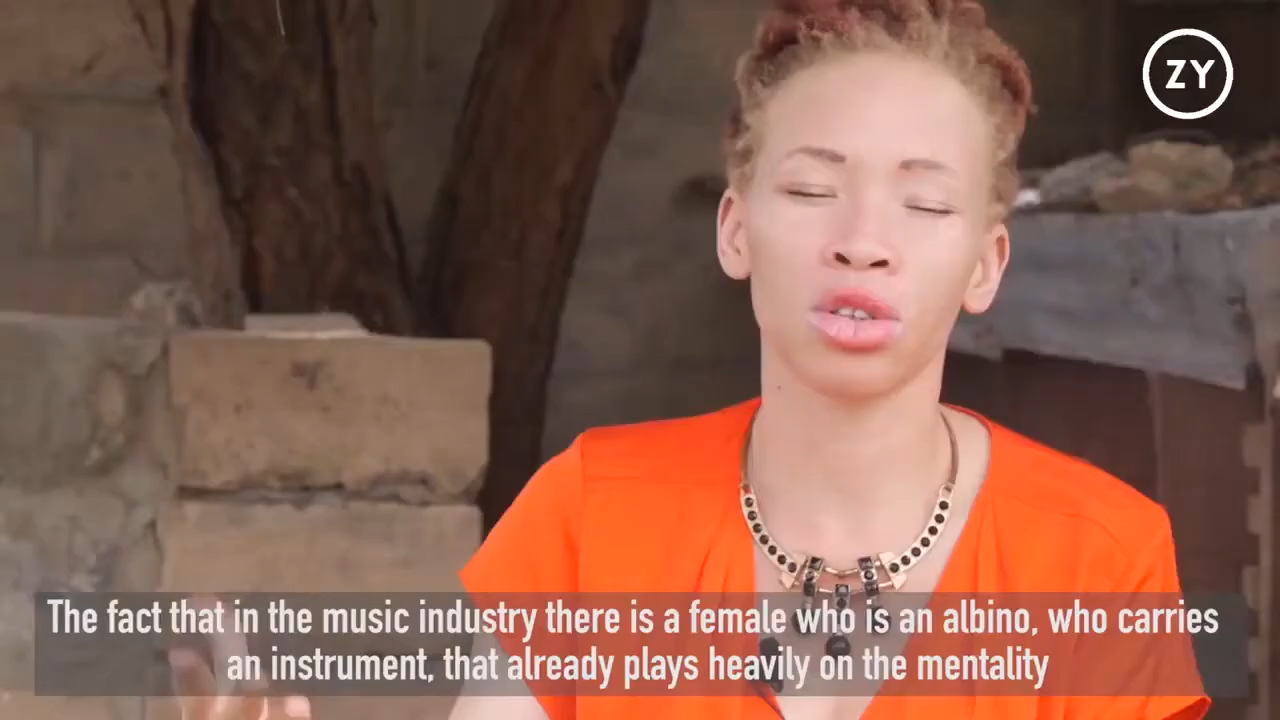 ZY
The fact that in the music industry there is a female who is an albino, who carries
an instrument, that already plays heavily on the mentality